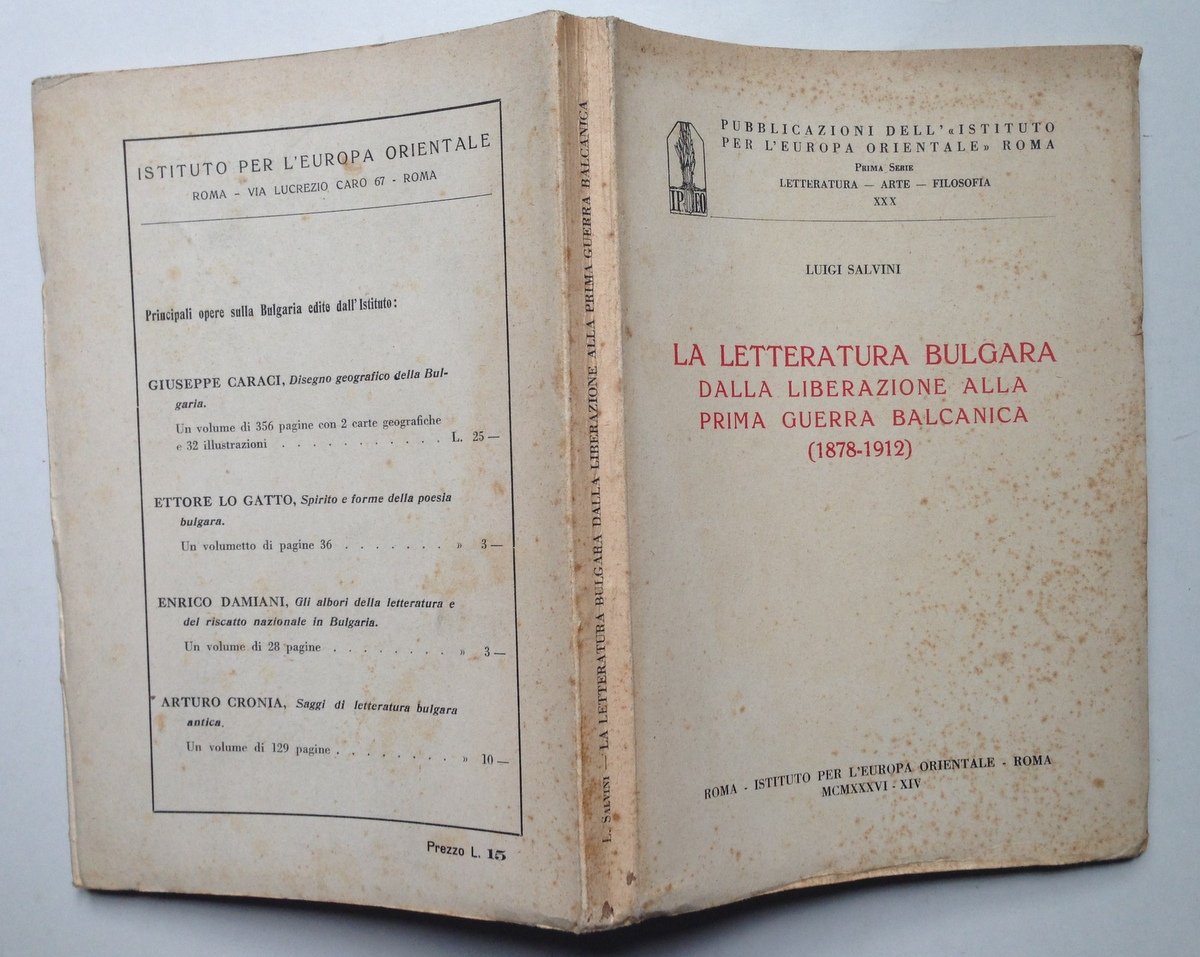 ISTITUTO PER L'EUROPA ORIENTALE
ROMA - VIA LUCREZIO CARO 67 - ROMA
Principali opere sulla Bulgaria edite dall'Istituto:
GIUSEPPE CARACI, Disegno geografico della Bul-
garia.
Un volume di 356 pagine con 2 carte geografiche
e 32 illustrazioni . . . . . . . . . . . L. 25 —
ETTORE LO GATTO, Spirito e forme della poesia
bulgara.
Un volumetto di pagine 36 . . . . . . . » 3 —
ENRICO DAMIANI, Gli albori della letteratura e
del riscatto nazionale in Bulgaria.
Un volume di 28 pagine . . . . . . . . » 3 —
ARTURO CRONIA, Saggi di letteratura bulgara
antica.
Un volume di 129 pagine . . . . . . . . » 10 —
Prezzo L. 15
L. SALVINI — LA LETTERATURA BULGARA DALLA LIBERAZIONE ALLA PRIMA GUERRA BALCANICA
PUBBLICAZIONI DELL'«ISTITUTO
PER L'EUROPA ORIENTALE» ROMA
PRIMA SERIE
LETTERATURA — ARTE — FILOSOFIA
XXX
IPEO
LUIGI SALVINI
LA LETTERATURA BULGARA
DALLA LIBERAZIONE ALLA
PRIMA GUERRA BALCANICA
(1878-1912)
ROMA - ISTITUTO PER L'EUROPA ORIENTALE - ROMA
MCMXXXVI - XIV